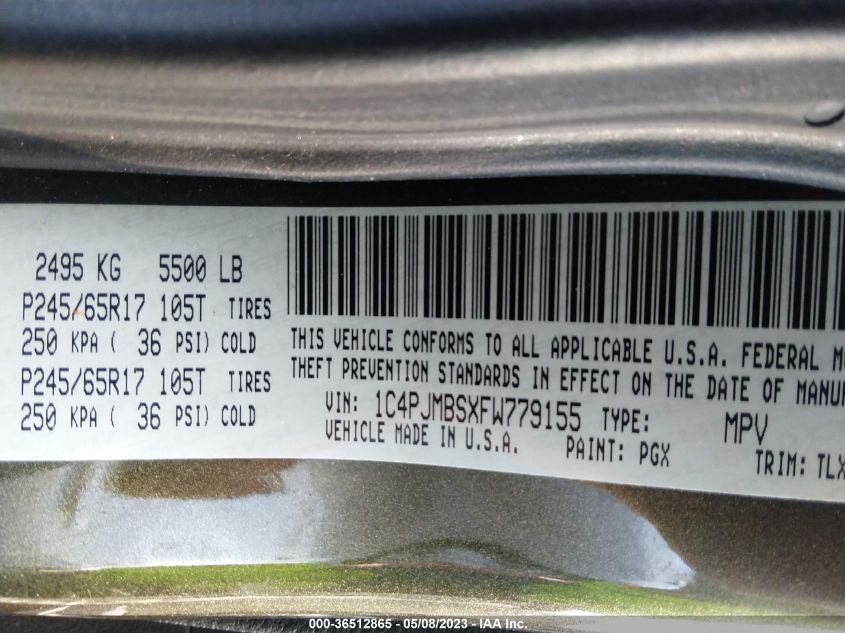 2495 KG 5500 LB
P245/65R17 105T TIRES
250 KPA ( 36 PSI) COLD
P245/65R17 105T TIRES
250 KPA ( 36 PSI) COLD
THIS VEHICLE CONFORMS TO ALL APPLICABLE U.S.A. FEDERAL M
THEFT PREVENTION STANDARDS IN EFFECT ON THE DATE OF MANU
VIN: 1C4PJMBSXFW779155 TYPE: MPV
VEHICLE MADE IN U.S.A. PAINT: PGX TRIM: TLX
000-36512865 - 05/08/2023 - IAA Inc.